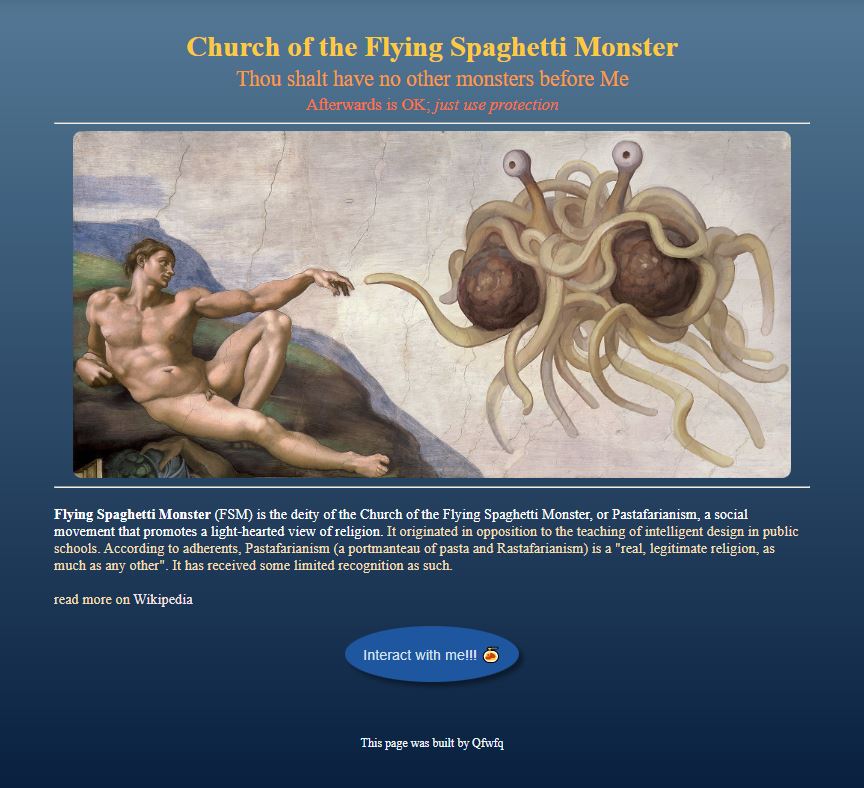 Church of the Flying Spaghetti Monster
Thou shalt have no other monsters before Me
Afterwards is OK; just use protection
Flying Spaghetti Monster (FSM) is the deity of the Church of the Flying Spaghetti Monster, or Pastafarianism, a social
movement that promotes a light-hearted view of religion. It originated in opposition to the teaching of intelligent design in public
schools. According to adherents, Pastafarianism (a portmanteau of pasta and Rastafarianism) is a "real, legitimate religion, as
much as any other". It has received some limited recognition as such.
read more on Wikipedia
Interact with me!!!
This page was built by Qfwfq